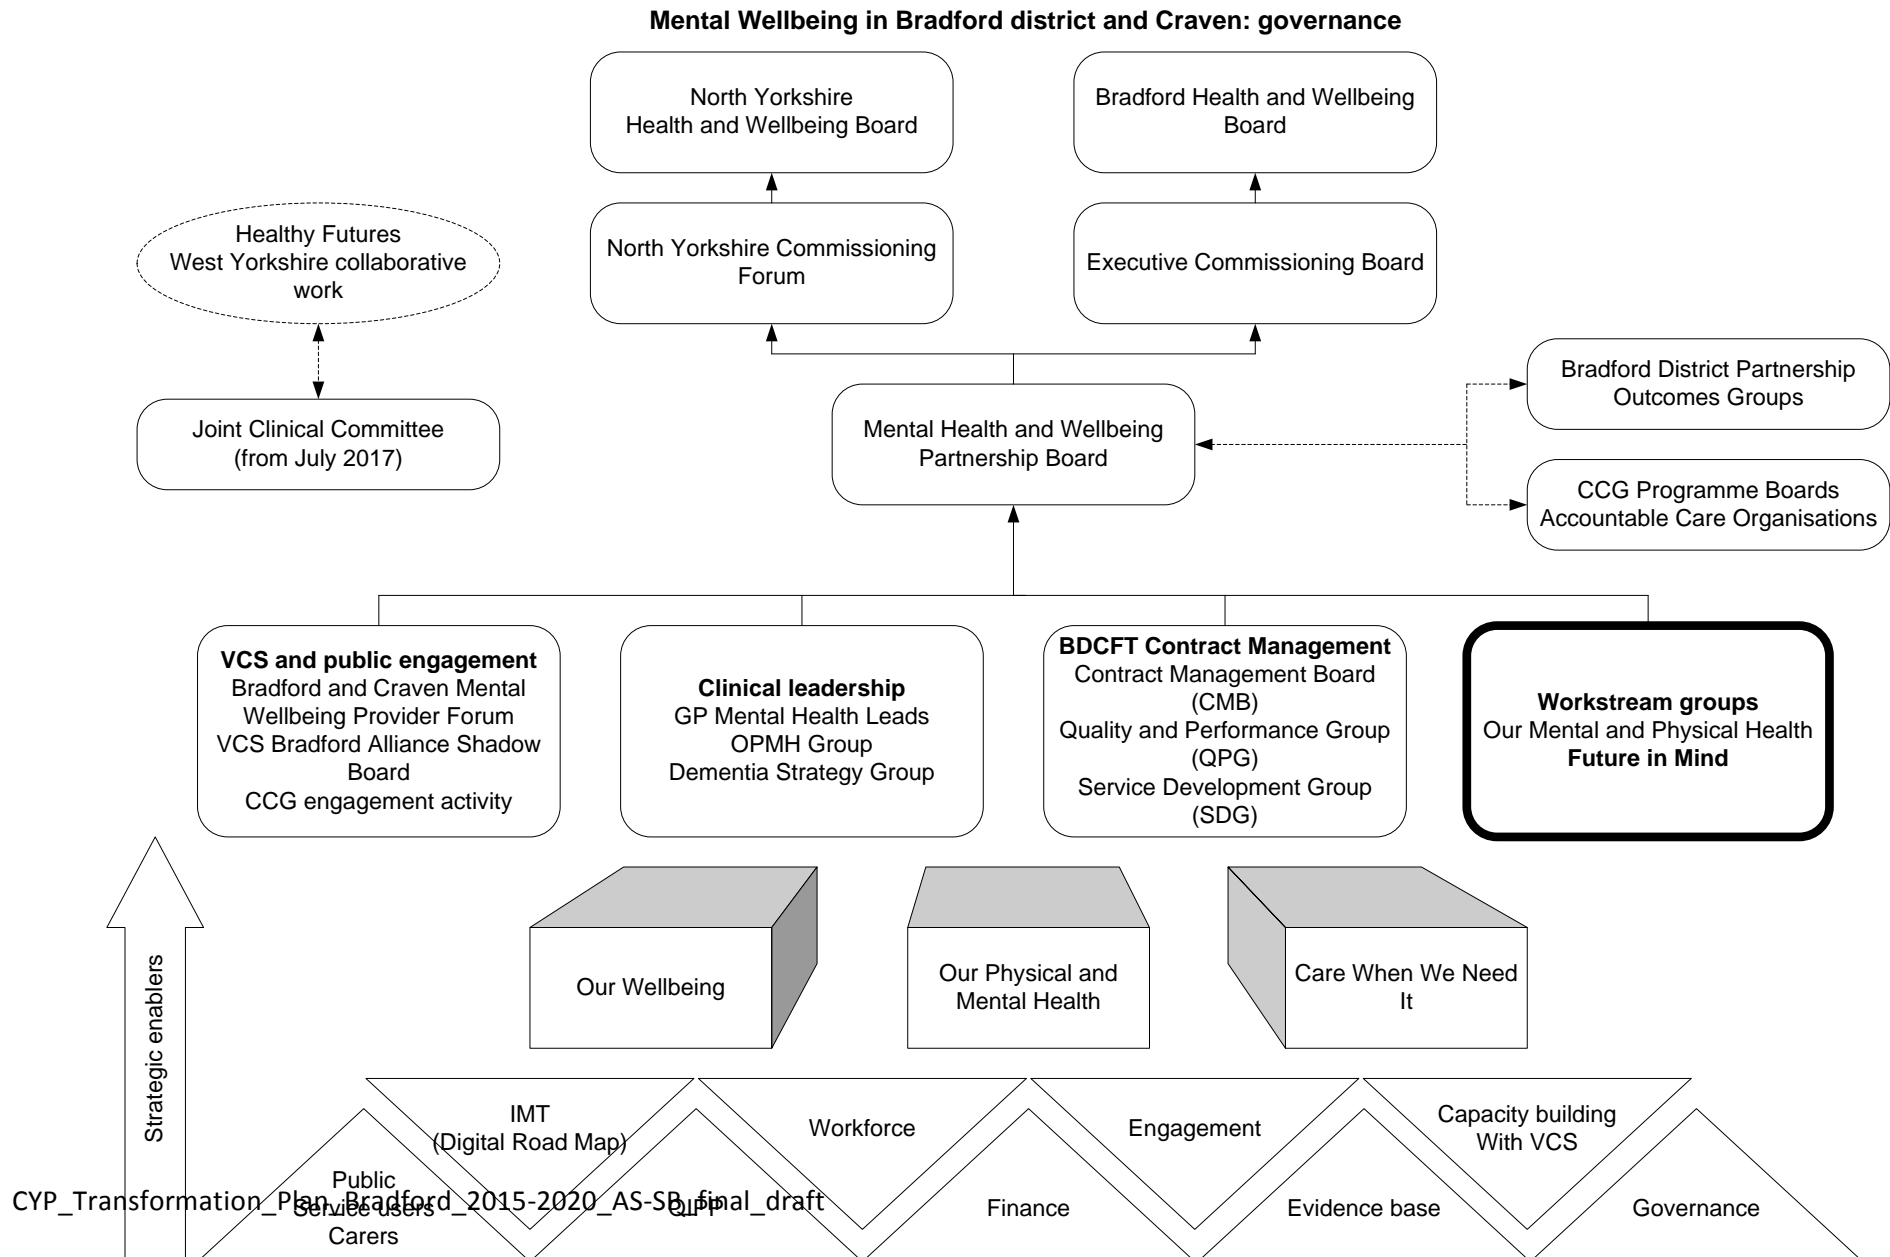 Mental Wellbeing in Bradford district and Craven: governance
North Yorkshire
Health and Wellbeing Board
Bradford Health and Wellbeing
Board
Healthy Futures
West Yorkshire collaborative
work
North Yorkshire Commissioning
Forum
Executive Commissioning Board
Joint Clinical Committee
(from July 2017)
Mental Health and Wellbeing
Partnership Board
Bradford District Partnership
Outcomes Groups
CCG Programme Boards
Accountable Care Organisations
VCS and public engagement
Bradford and Craven Mental
Wellbeing Provider Forum
VCS Bradford Alliance Shadow
Board
CCG engagement activity
Clinical leadership
GP Mental Health Leads
OPMH Group
Dementia Strategy Group
BDCFT Contract Management
Contract Management Board
(CMB)
Quality and Performance Group
(QPG)
Service Development Group
(SDG)
Workstream groups
Our Mental and Physical Health
Future in Mind
Strategic enablers
Our Wellbeing
Our Physical and
Mental Health
Care When We Need
It
IMT
(Digital Road Map)
Workforce
Engagement
Capacity building
With VCS
Public
Service users
Carers
QIPP
Finance
Evidence base
Governance
CYP_Transformation_Plan_Bradford_2015-2020_AS-SB_final_draft